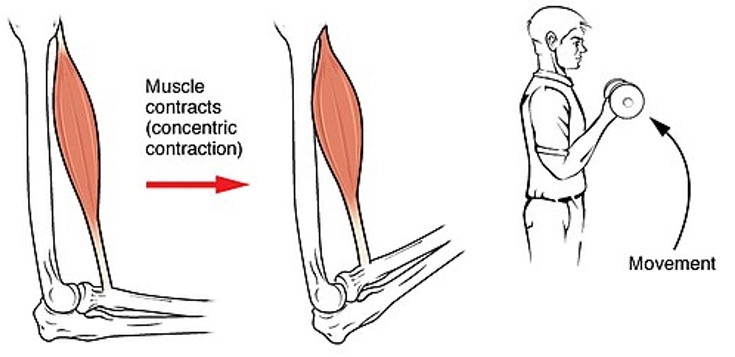 Muscle
contracts
(concentric
contraction)
Movement